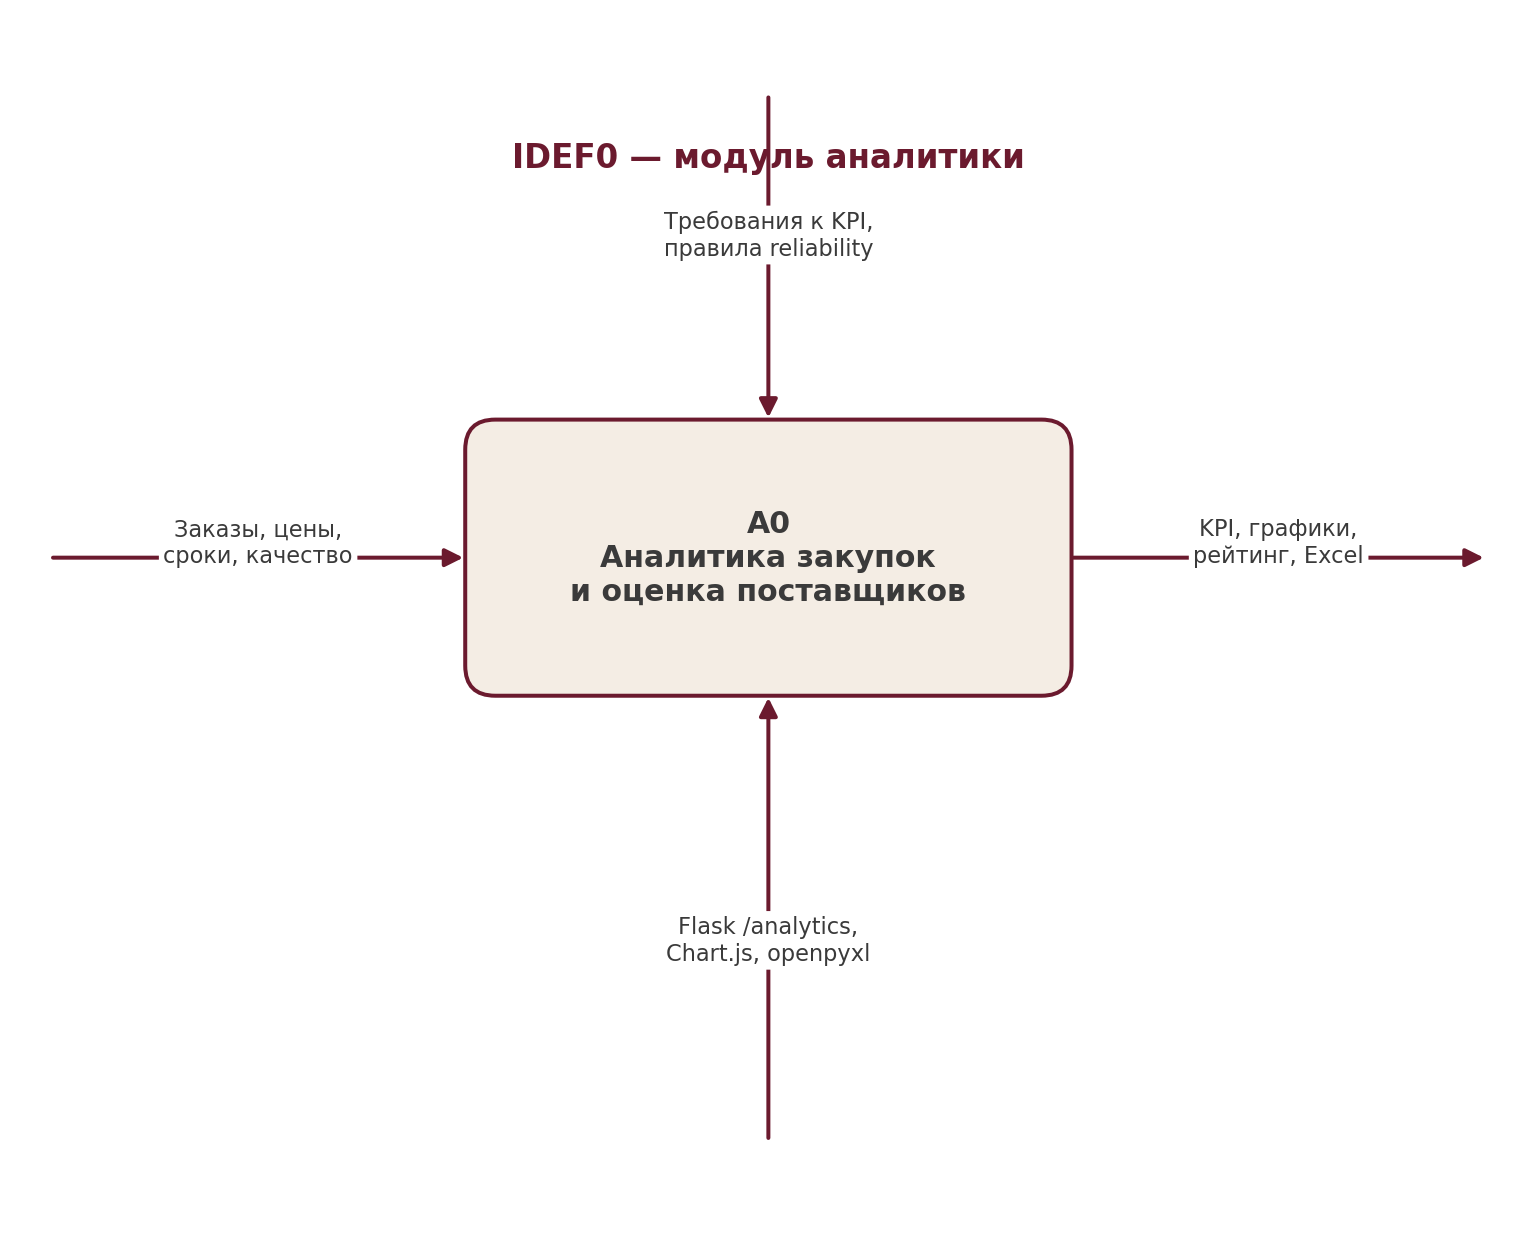 IDEF0 — модуль аналитики
Требования к KPI,
правила reliability
Заказы, цены,
сроки, качество
A0
Аналитика закупок
и оценка поставщиков
KPI, графики,
рейтинг, Excel
Flask /analytics,
Chart.js, openpyxl